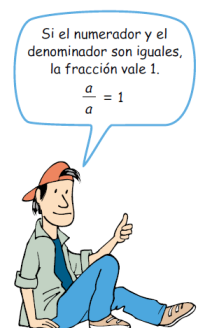 Si el numerador y el
denominador son iguales,
la fracción vale 1.
a/a = 1